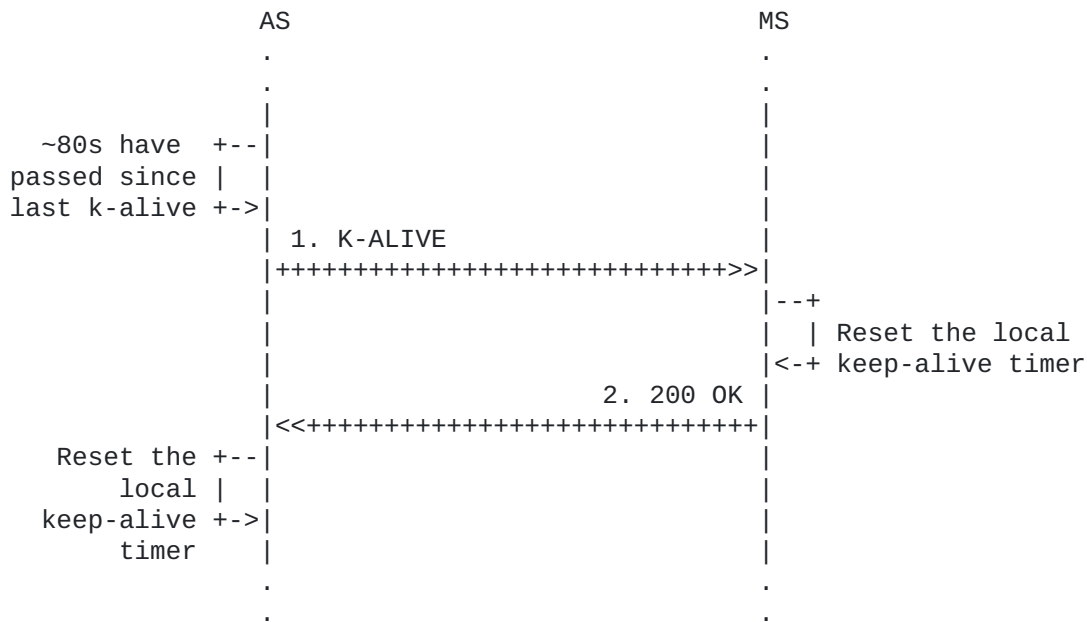 AS                              MS
.                               .
.                               .
|                               |
~80s have  +--|                               |
passed since |  |                               |
last k-alive +->|                               |
| 1. K-ALIVE                    |
|+++++++++++++++++++++++++++++>>|
|                               |--+
|                               |  | Reset the local
|                               |<-+ keep-alive timer
|                     2. 200 OK |
|<<+++++++++++++++++++++++++++++|
Reset the +--|                               |
local |  |                               |
keep-alive +->|                               |
timer       |                               |
.                               .
.                               .